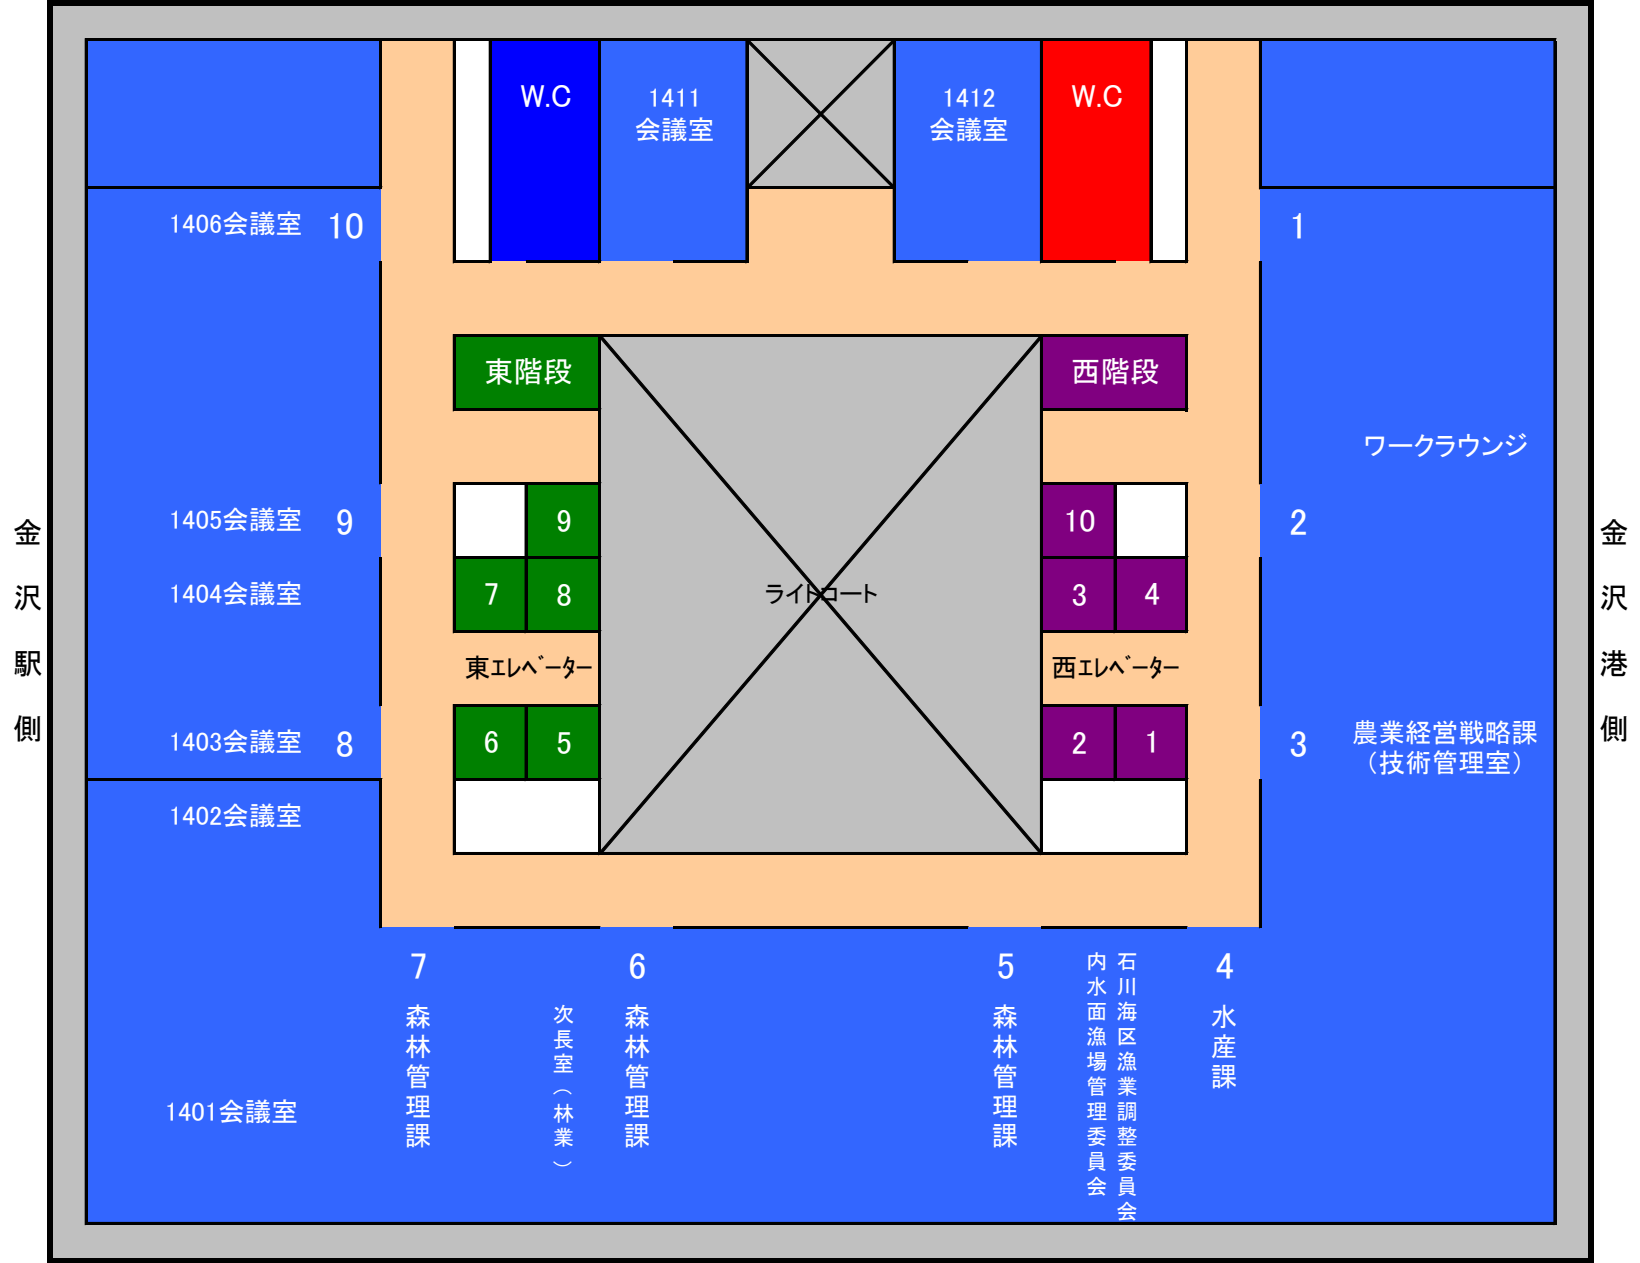 W.C
1411
会議室
1412
会議室
W.C
1406会議室 10
1
東階段
西階段
ワークラウンジ
1405会議室 9
9
10
2
1404会議室
7
8
ライトコート
3
4
東エレベーター
西エレベーター
1403会議室 8
6
5
2
1
3
農業経営戦略課
（技術管理室）
1402会議室
金沢駅側
金沢港側
7 森林管理課
次長室（林業）
6 森林管理課
5 森林管理課
石川海区漁業調整委員会
内水面漁場管理委員会
4 水産課
1401会議室